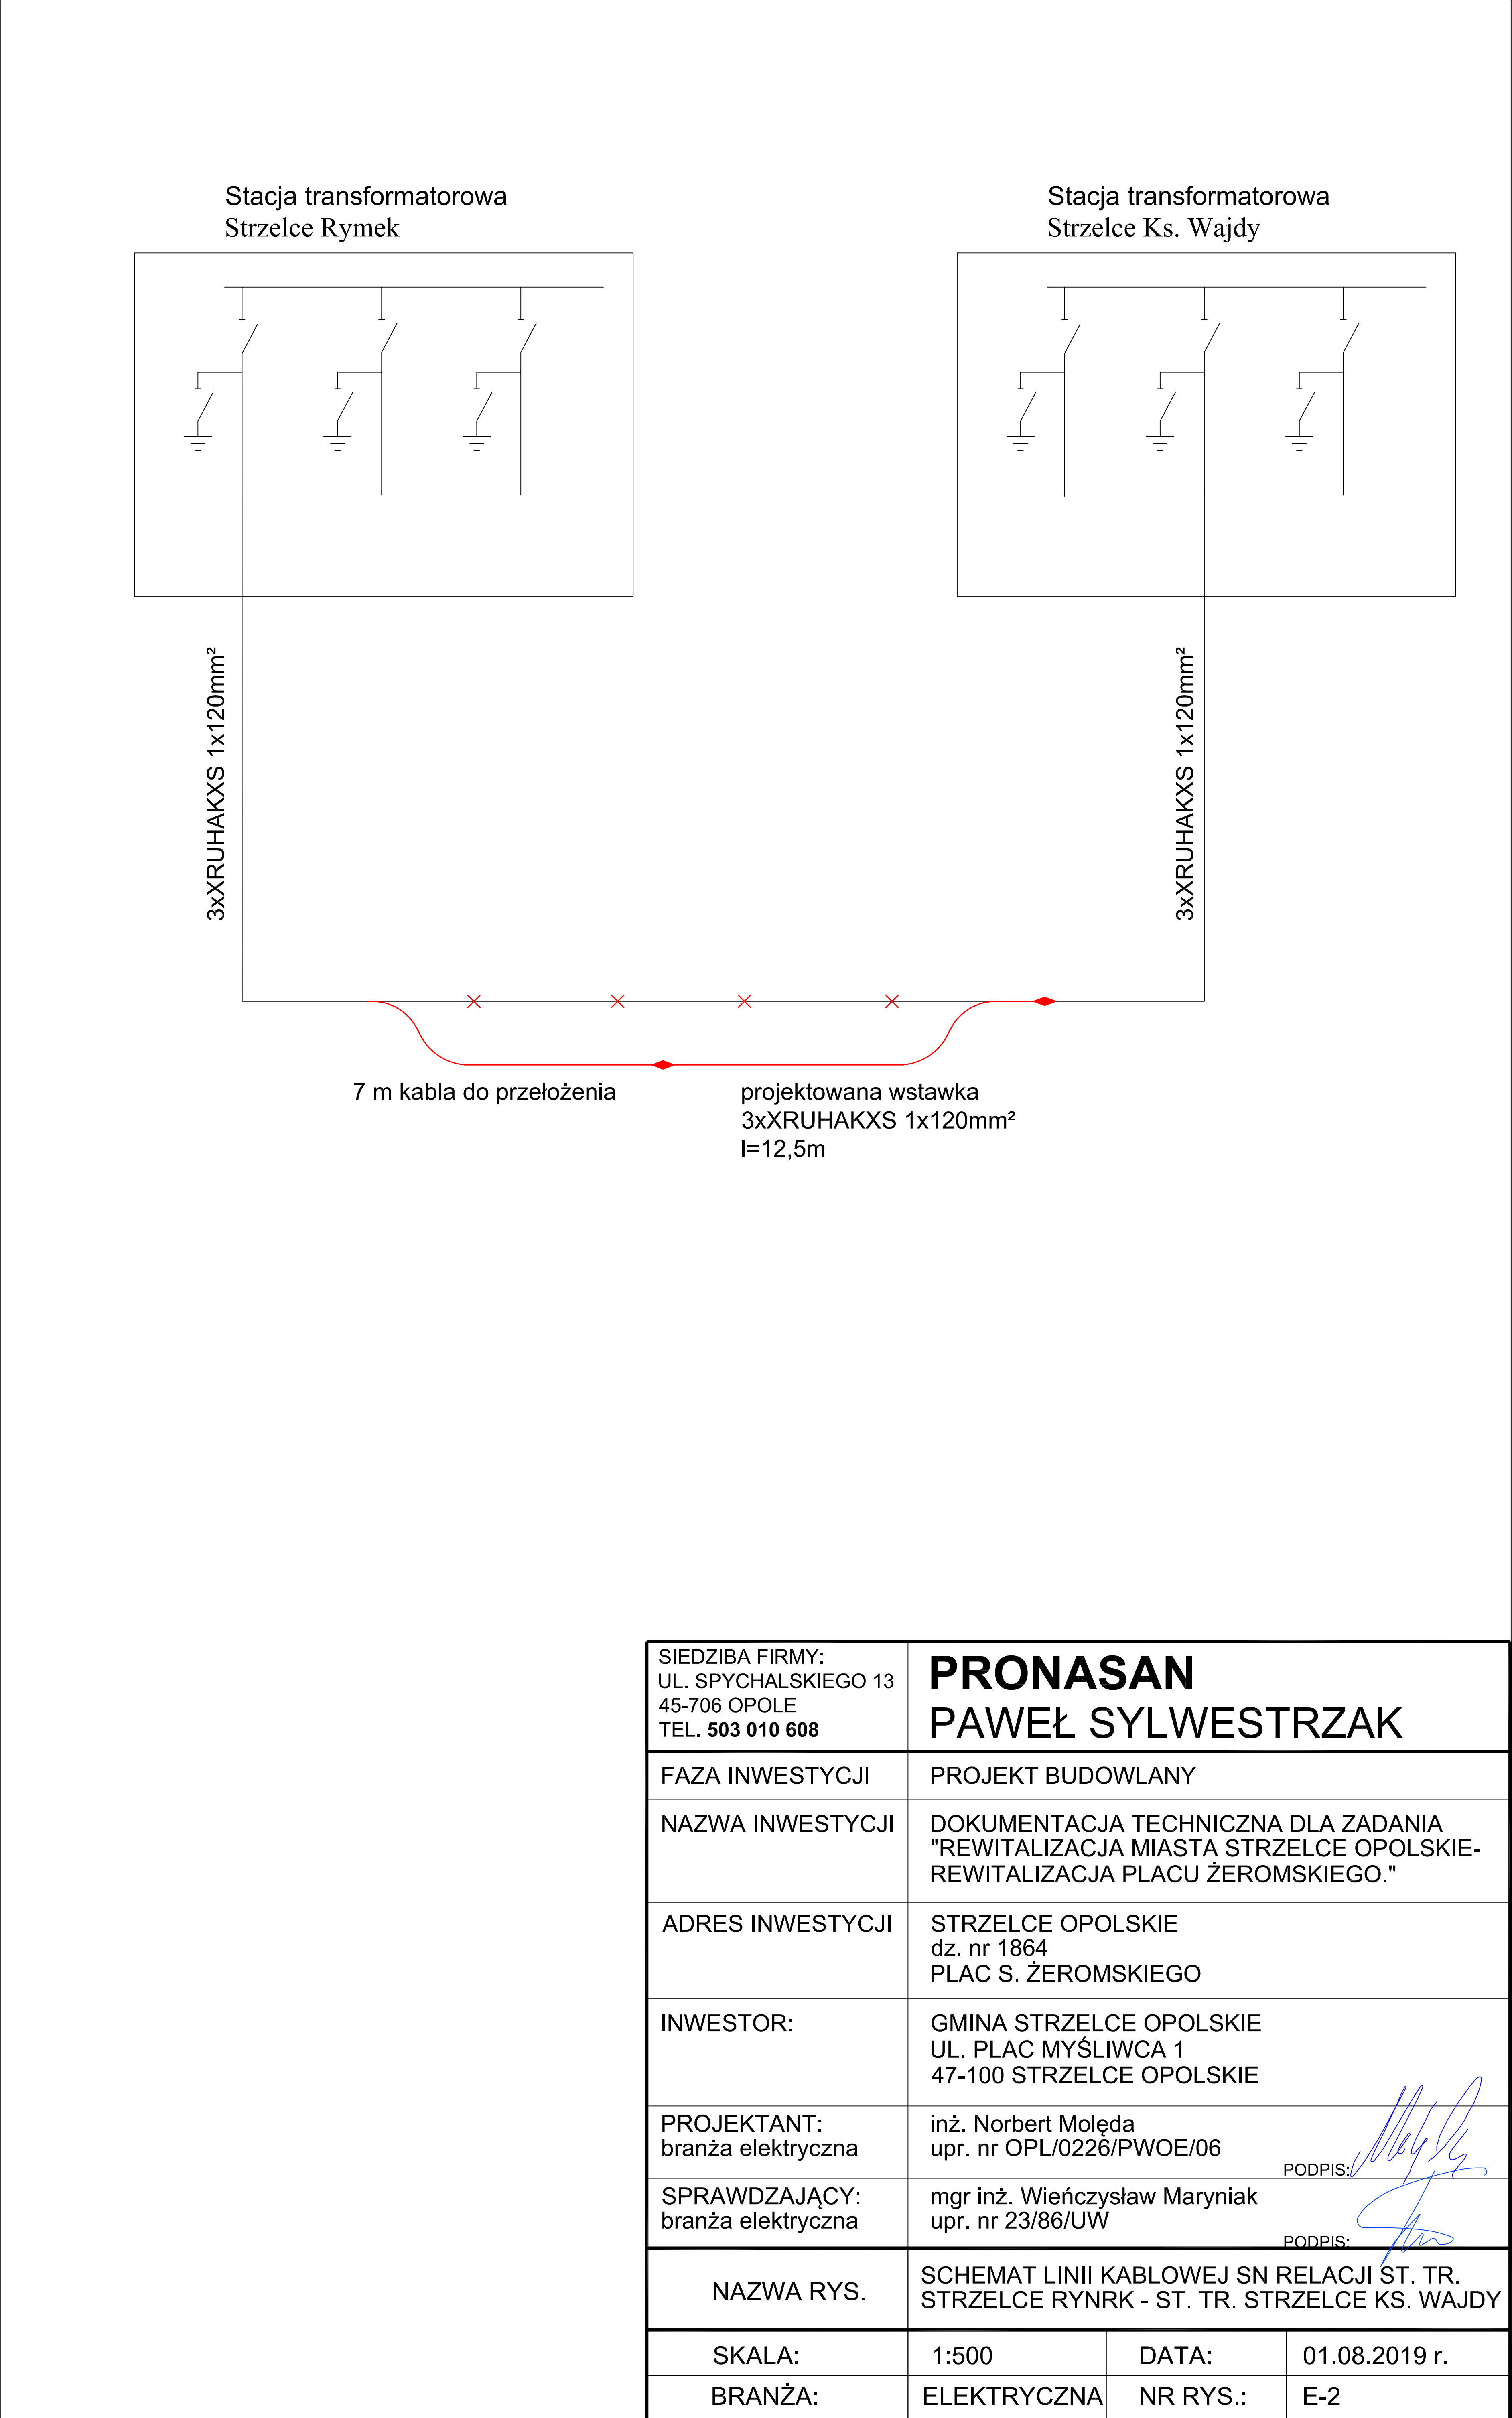 Stacja transformatorowa
Strzelce Rymek
Stacja transformatorowa
Strzelce Ks. Wajdy
3xXRUHAKXS 1x120mm²
3xXRUHAKXS 1x120mm²
7 m kabla do przełożenia
projektowana wstawka
3xXRUHAKXS 1x120mm²
l=12,5m
SIEDZIBA FIRMY:
UL. SPYCHALSKIEGO 13
45-706 OPOLE
TEL. 503 010 608
PRONASAN
PAWEŁ SYLWESTRZAK
FAZA INWESTYCJI
PROJEKT BUDOWLANY
NAZWA INWESTYCJI
DOKUMENTACJA TECHNICZNA DLA ZADANIA
"REWITALIZACJA MIASTA STRZELCE OPOLSKIE-
REWITALIZACJA PLACU ŻEROMSKIEGO."
ADRES INWESTYCJI
STRZELCE OPOLSKIE
dz. nr 1864
PLAC S. ŻEROMSKIEGO
INWESTOR:
GMINA STRZELCE OPOLSKIE
UL. PLAC MYŚLIWCA 1
47-100 STRZELCE OPOLSKIE
PROJEKTANT:
branża elektryczna
inż. Norbert Molęda
upr. nr OPL/0226/PWOE/06
PODPIS:
SPRAWDZAJĄCY:
branża elektryczna
mgr inż. Wieńczysław Maryniak
upr. nr 23/86/UW
PODPIS:
NAZWA RYS.
SCHEMAT LINII KABLOWEJ SN RELACJI ST. TR.
STRZELCE RYNRK - ST. TR. STRZELCE KS. WAJDY
SKALA:
1:500
DATA:
01.08.2019 r.
BRANŻA:
ELEKTRYCZNA
NR RYS.:
E-2